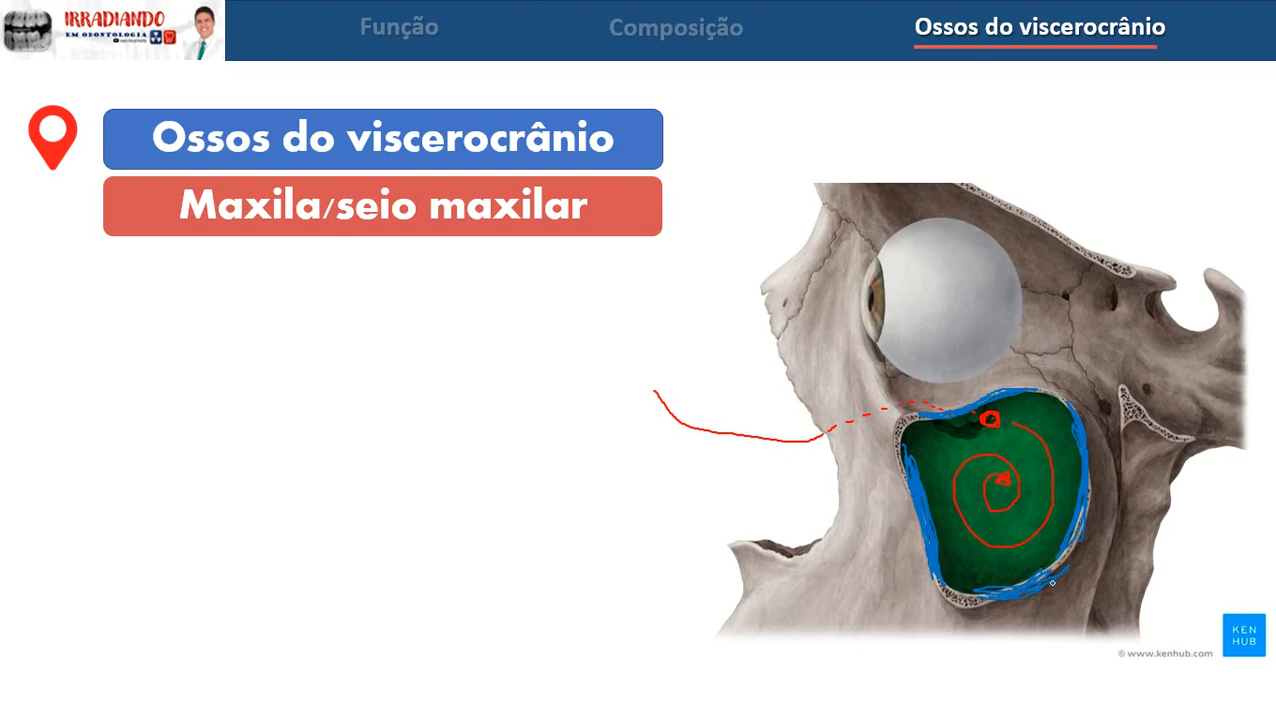 IRRADIANDO
EM ODONTOLOGIA
Função
Composição
Ossos do viscerocrânio
Ossos do viscerocrânio
Maxila/seio maxilar
KEN
HUB
© www.kenhub.com